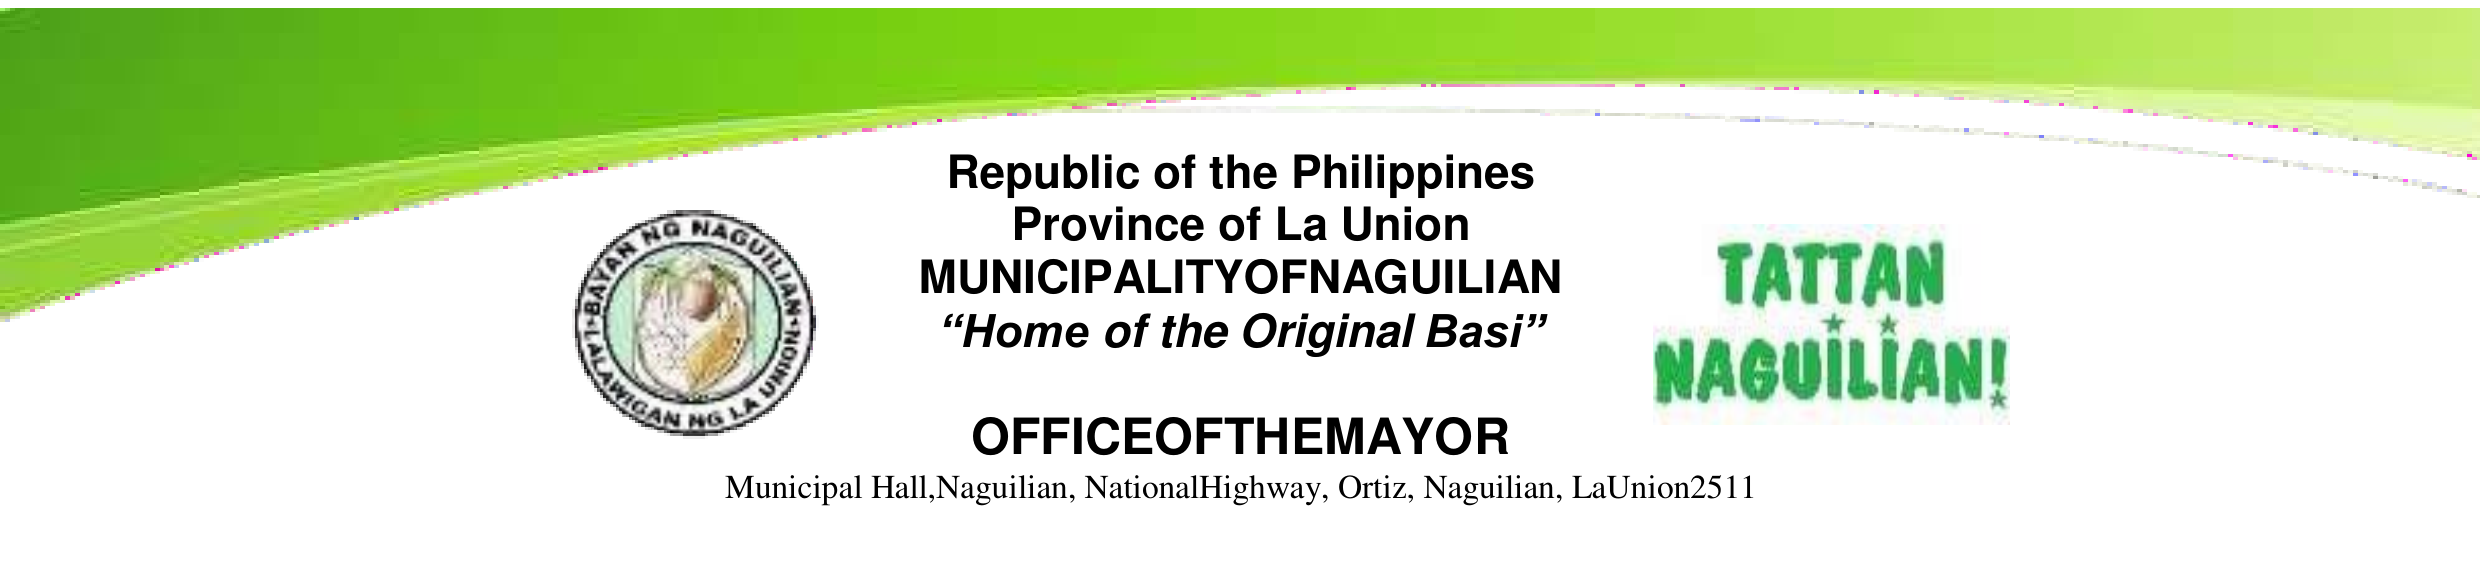 Republic of the Philippines
Province of La Union
MUNICIPALITYOFNAGUILIAN
“Home of the Original Basi”
BAYAN NG NAGUILIAN
LALAWIGAN NG LA UNION
TATTAN
NAGUILIAN!
OFFICEOFTHEMAYOR
Municipal Hall,Naguilian, NationalHighway, Ortiz, Naguilian, LaUnion2511